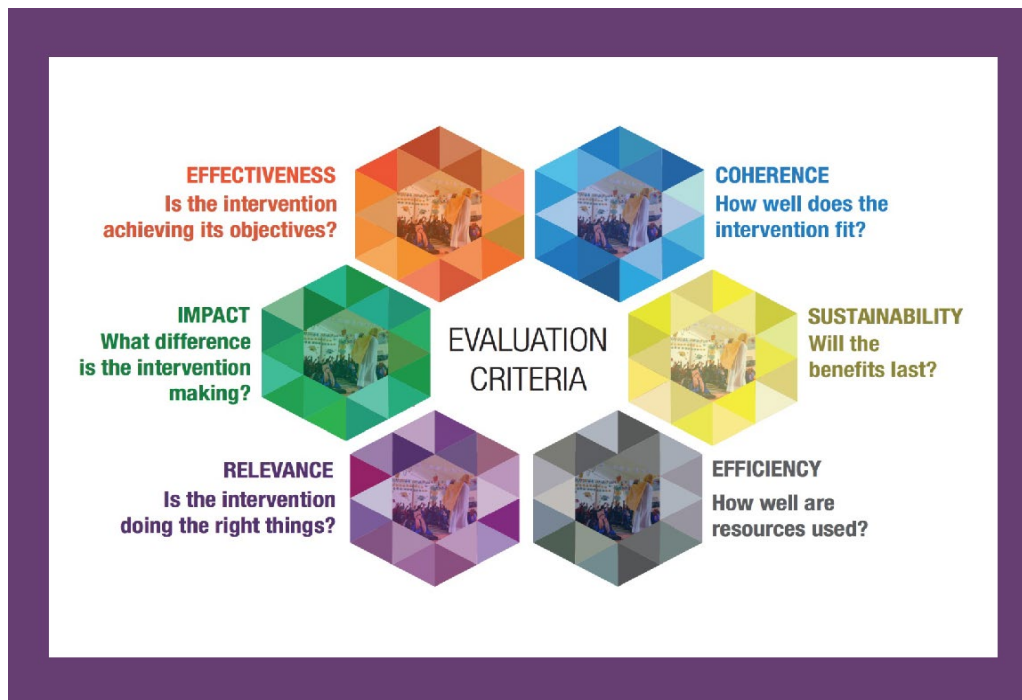 EFFECTIVENESS
Is the intervention
achieving its objectives?
COHERENCE
How well does the
intervention fit?
IMPACT
What difference
is the intervention
making?
EVALUATION
CRITERIA
SUSTAINABILITY
Will the
benefits last?
RELEVANCE
Is the intervention
doing the right things?
EFFICIENCY
How well are
resources used?